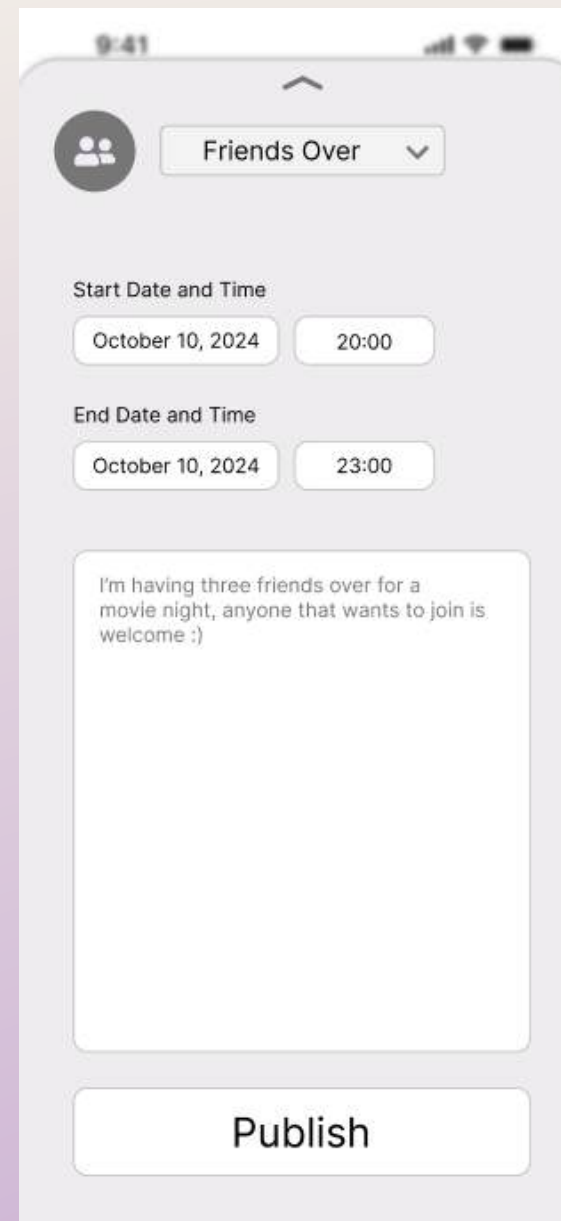 9:41
Friends Over
Start Date and Time
October 10, 2024 20:00
End Date and Time
October 10, 2024 23:00
I'm having three friends over for a
movie night, anyone that wants to join is
welcome :)
Publish